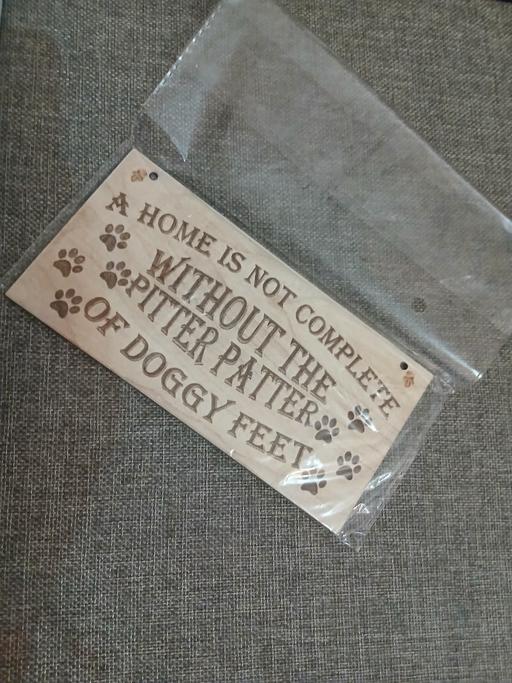 A HOME IS NOT COMPLETE
WITHOUT THE
PITTER PATTER
OF DOGGY FEET